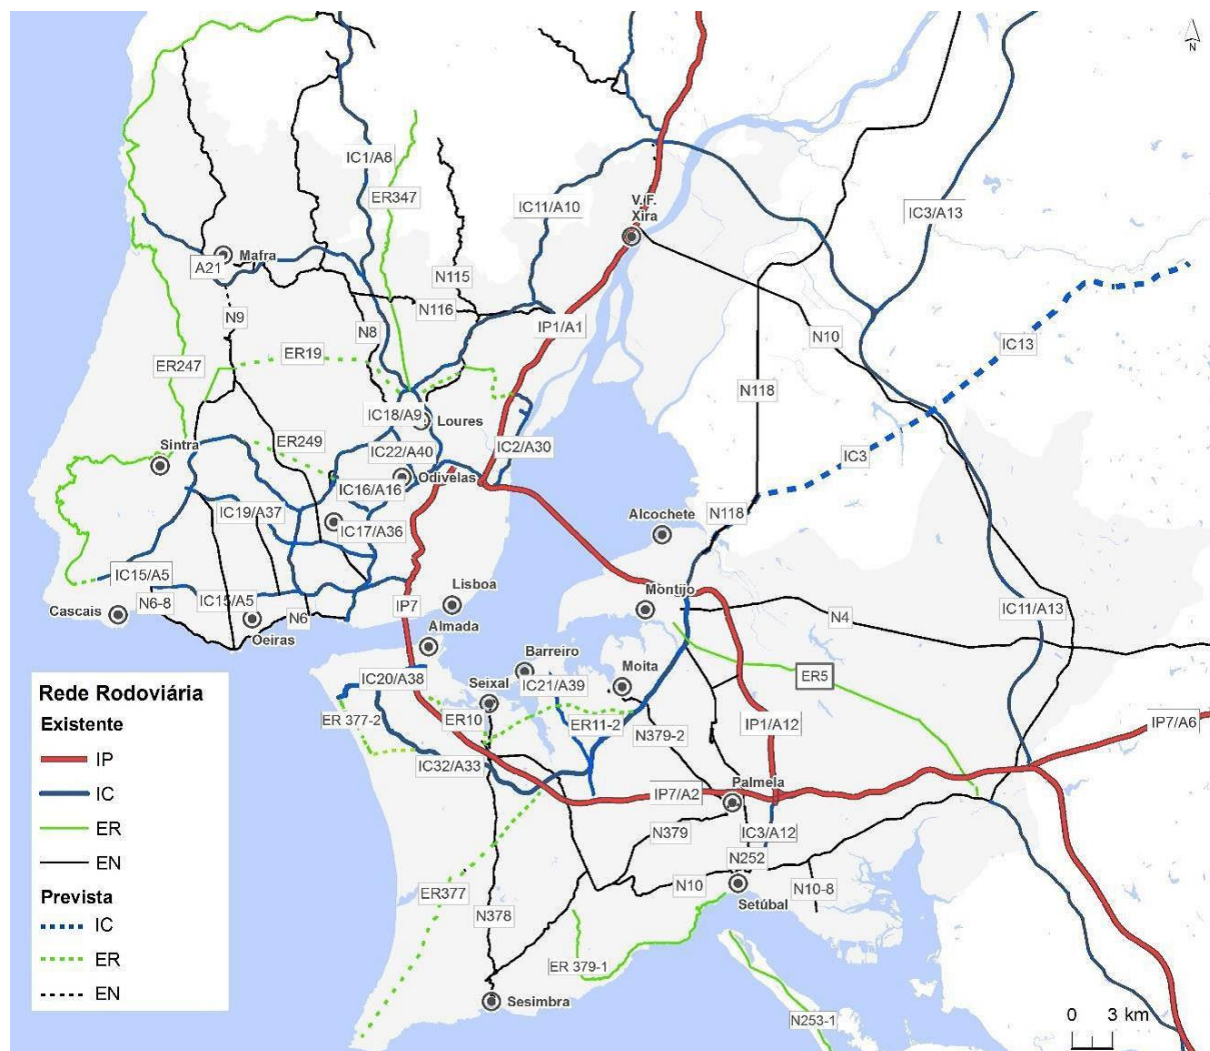 N
IC1/A8
ER347
IC11/A10
V.F.
Xira
IC3/A13
Mafra
A21
N115
N116
N9
N8
IP1/A1
N10
IC13
ER19
ER247
N118
IC18/A9
Loures
ER249
IC2/A30
Sintra
IC22/A40
Odivelas
IC3
IC16/A16
IC19/A37
IC17/A36
Alcochete
N118
IC15/A5
Lisboa
Montijo
N6-8
IC15/A5
IP7
Cascais
N6
Oeiras
Almada
N4
IC11/A13
Barreiro
Moita
ER5
IC20/A38
IC21/A39
Seixal
ER 377-2
ER10
ER11-2
N379-2
IP1/A12
IP7/A6
IC32/A33
Palmela
IP7/A2
N379
IC3/A12
N252
N10
N10-8
Setúbal
ER377
N378
ER 379-1
Sesimbra
N253-1
Rede Rodoviária
Existente
IP
IC
ER
EN
Prevista
IC
ER
EN
0 3 km